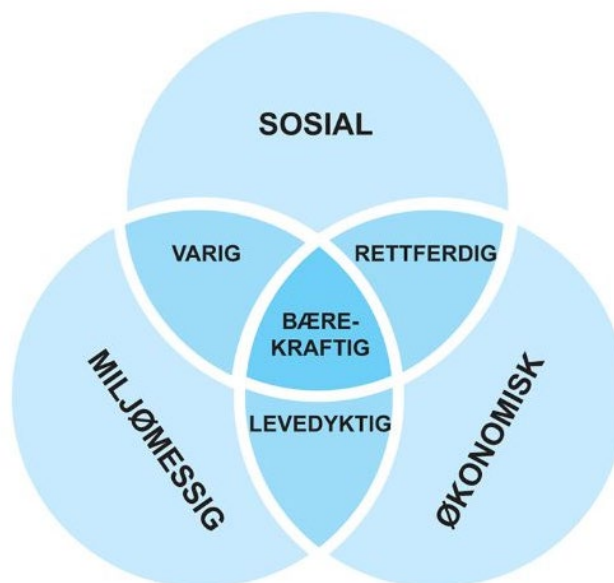 SOSIAL
VARIG
RETTFERDIG
BÆRE-
KRAFTIG
LEVEDYKTIG
MILJØMESSIG
ØKONOMISK